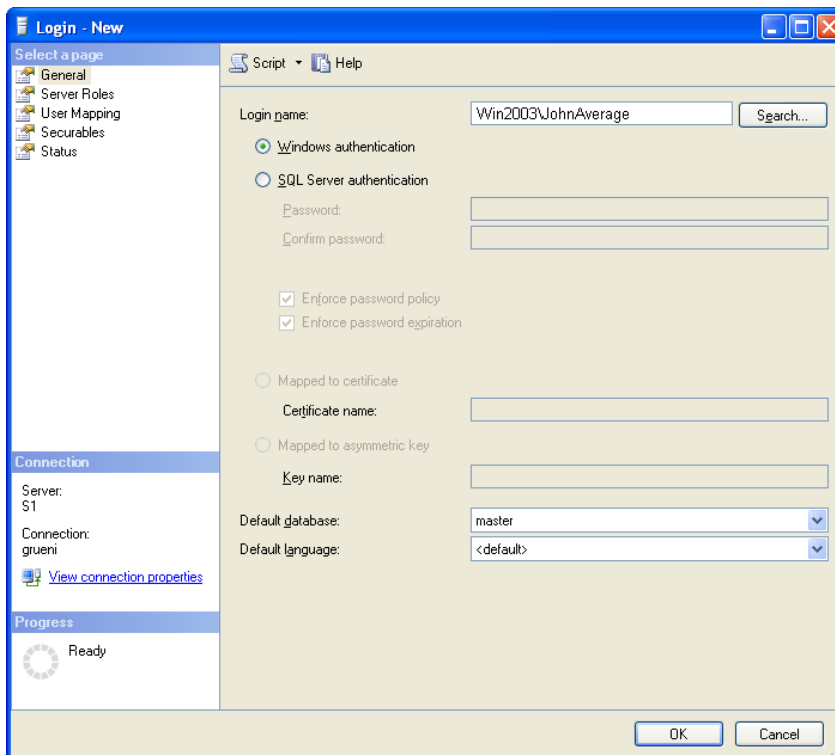 Login - New
Select a page
General
Server Roles
User Mapping
Securables
Status
Script
Help
Login name:
Win2003\JohnAverage
Search...
Windows authentication
SQL Server authentication
Password:
Confirm password:
Enforce password policy
Enforce password expiration
Mapped to certificate
Certificate name:
Mapped to asymmetric key
Key name:
Default database:
master
Default language:
<default>
Connection
Server:
S1
Connection:
grueni
View connection properties
Progress
Ready
OK
Cancel